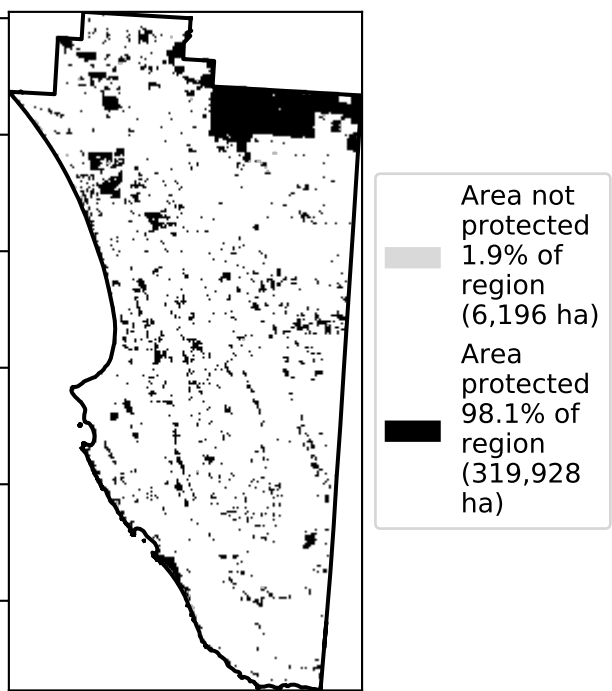 Area not
protected
1.9% of
region
(6,196 ha)
Area
protected
98.1% of
region
(319,928
ha)